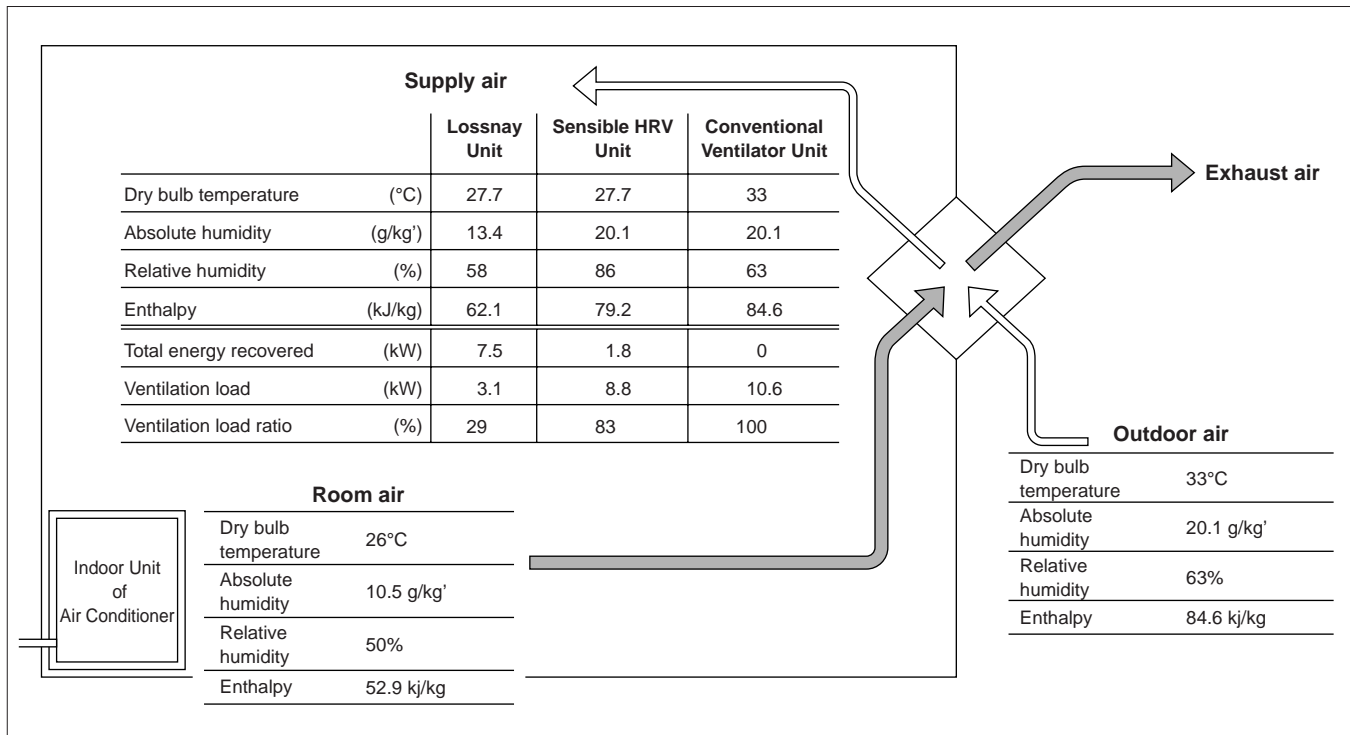 Supply air
Lossnay Unit Sensible HRV Unit Conventional Ventilator Unit
Dry bulb temperature (°C) 27.7 27.7 33
Absolute humidity (g/kg’) 13.4 20.1 20.1
Relative humidity (%) 58 86 63
Enthalpy (kJ/kg) 62.1 79.2 84.6
Total energy recovered (kW) 7.5 1.8 0
Ventilation load (kW) 3.1 8.8 10.6
Ventilation load ratio (%) 29 83 100
Exhaust air
Outdoor air
Dry bulb temperature 33°C
Absolute humidity 20.1 g/kg’
Relative humidity 63%
Enthalpy 84.6 kj/kg
Room air
Dry bulb temperature 26°C
Absolute humidity 10.5 g/kg’
Relative humidity 50%
Enthalpy 52.9 kj/kg
Indoor Unit
of
Air Conditioner